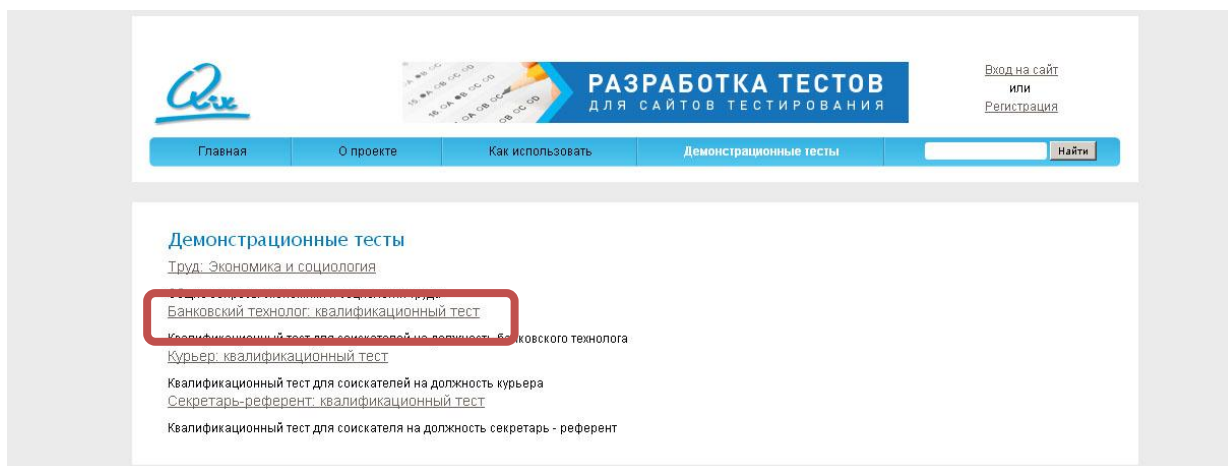 Qix
РАЗРАБОТКА ТЕСТОВ
ДЛЯ САЙТОВ ТЕСТИРОВАНИЯ
Вход на сайт
или
Регистрация
Главная
О проекте
Как использовать
Демонстрационные тесты
Найти
Демонстрационные тесты
Труд: Экономика и социология
Банковский технолог: квалификационный тест
Квалификационный тест для соискателей на должность банковского технолога
Курьер: квалификационный тест
Квалификационный тест для соискателей на должность курьера
Секретарь-референт: квалификационный тест
Квалификационный тест для соискателя на должность секретарь - референт